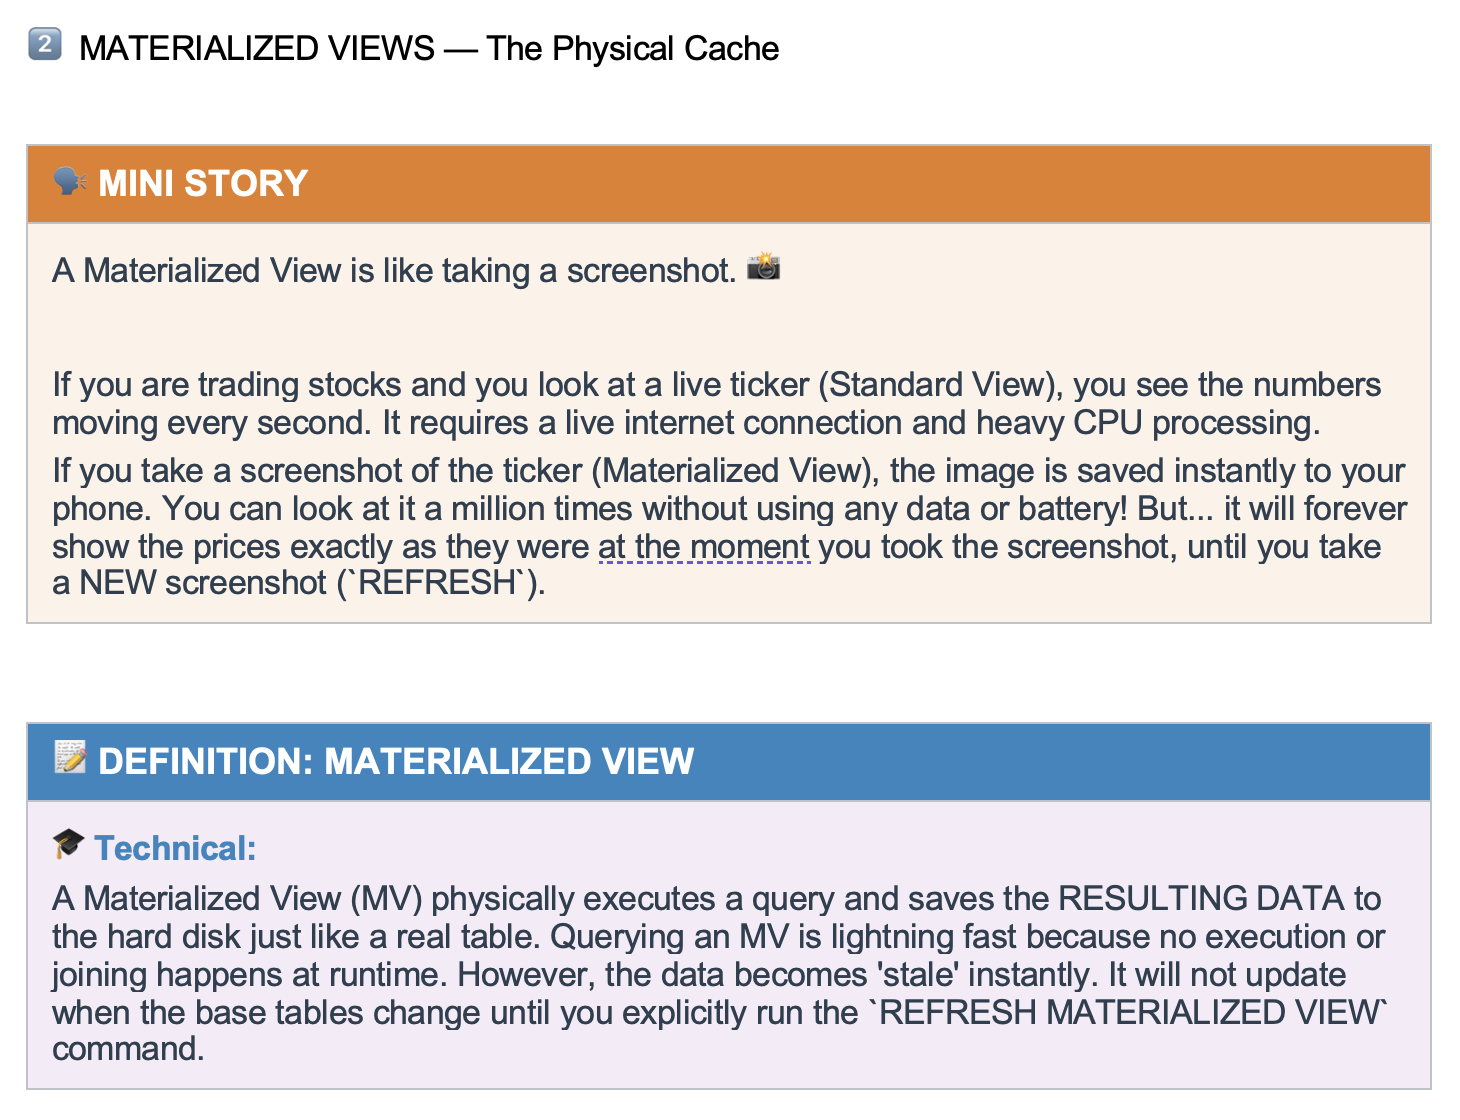 2️⃣ MATERIALIZED VIEWS — The Physical Cache
🗣️ MINI STORY
A Materialized View is like taking a screenshot. 📸
If you are trading stocks and you look at a live ticker (Standard View), you see the numbers
moving every second. It requires a live internet connection and heavy CPU processing.
If you take a screenshot of the ticker (Materialized View), the image is saved instantly to your
phone. You can look at it a million times without using any data or battery! But... it will forever
show the prices exactly as they were at the moment you took the screenshot, until you take
a NEW screenshot (`REFRESH`).
📝 DEFINITION: MATERIALIZED VIEW
🎓 Technical:
A Materialized View (MV) physically executes a query and saves the RESULTING DATA to
the hard disk just like a real table. Querying an MV is lightning fast because no execution or
joining happens at runtime. However, the data becomes 'stale' instantly. It will not update
when the base tables change until you explicitly run the `REFRESH MATERIALIZED VIEW`
command.